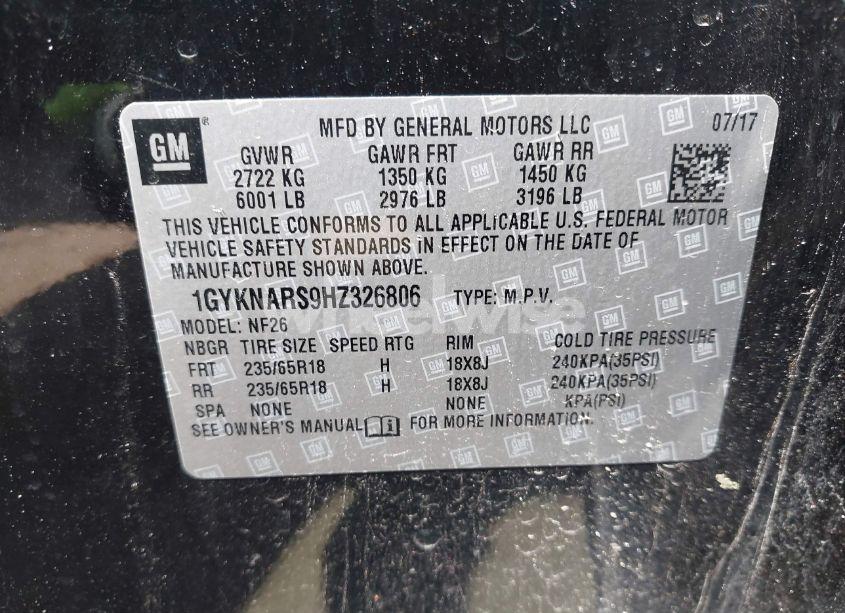 GM
MFD BY GENERAL MOTORS LLC 07/17
GVWR GAWR FRT GAWR RR
2722 KG 1350 KG 1450 KG
6001 LB 2976 LB 3196 LB
THIS VEHICLE CONFORMS TO ALL APPLICABLE U.S. FEDERAL MOTOR
VEHICLE SAFETY STANDARDS IN EFFECT ON THE DATE OF
MANUFACTURE SHOWN ABOVE.
1GYKNARS9HZ326806 TYPE: M.P.V.
wheelwise
MODEL: NF26
NBGR TIRE SIZE SPEED RTG RIM COLD TIRE PRESSURE
FRT 235/65R18 H 18X8J 240KPA(35PSI)
RR 235/65R18 H 18X8J 240KPA(35PSI)
SPA NONE NONE KPA(PSI)
SEE OWNER'S MANUAL FOR MORE INFORMATION.